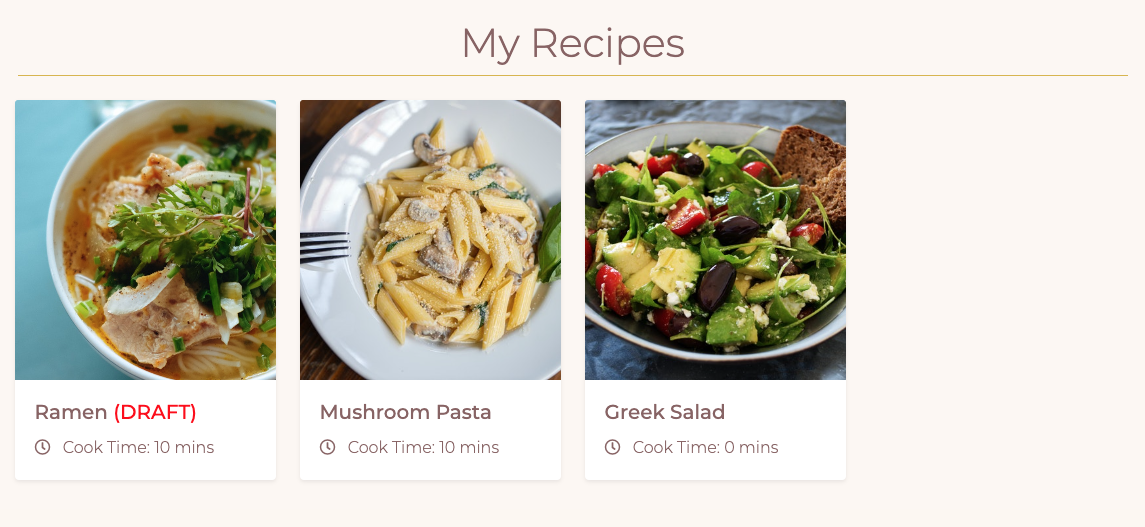 My Recipes
Ramen (DRAFT)
Cook Time: 10 mins
Mushroom Pasta
Cook Time: 10 mins
Greek Salad
Cook Time: 0 mins